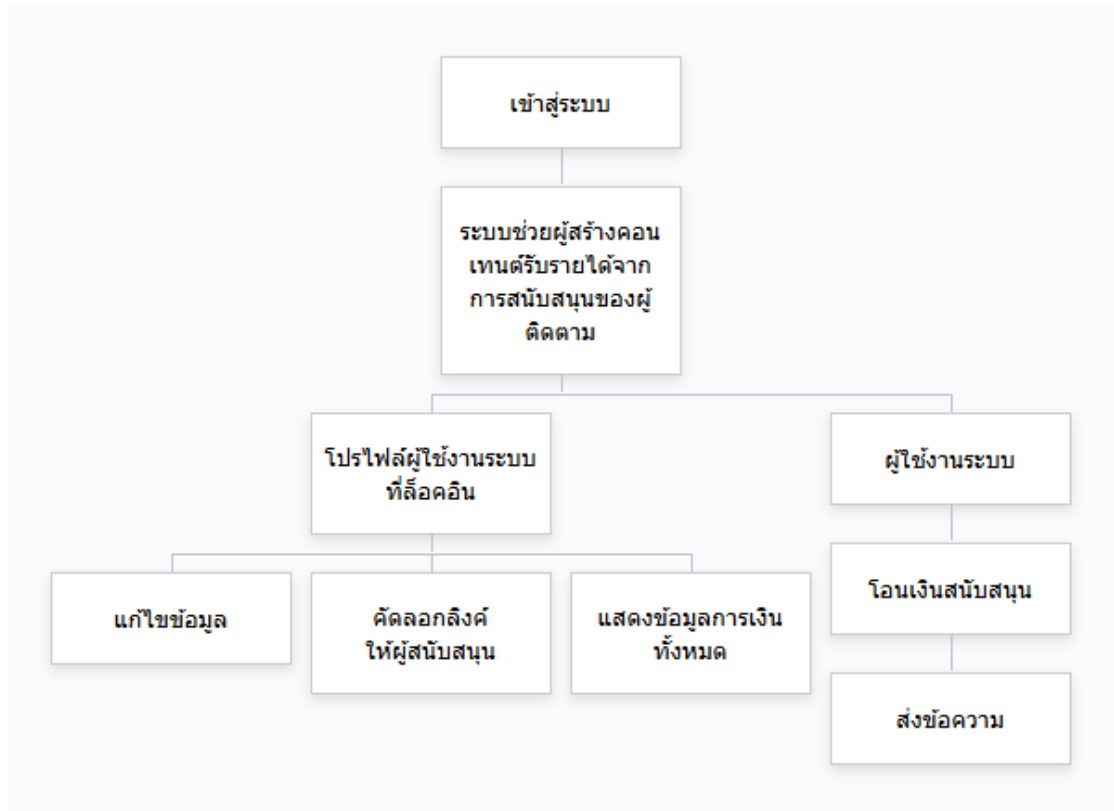 เข้าสู่ระบบ
ระบบช่วยผู้สร้างคอน
เทนต์รับรายได้จาก
การสนับสนุนของผู้
ติดตาม
โปรไฟล์ผู้ใช้งานระบบ
ที่ล็อคอิน
ผู้ใช้งานระบบ
แก้ไขข้อมูล
คัดลอกลิงค์
ให้ผู้สนับสนุน
แสดงข้อมูลการเงิน
ทั้งหมด
โอนเงินสนับสนุน
ส่งข้อความ